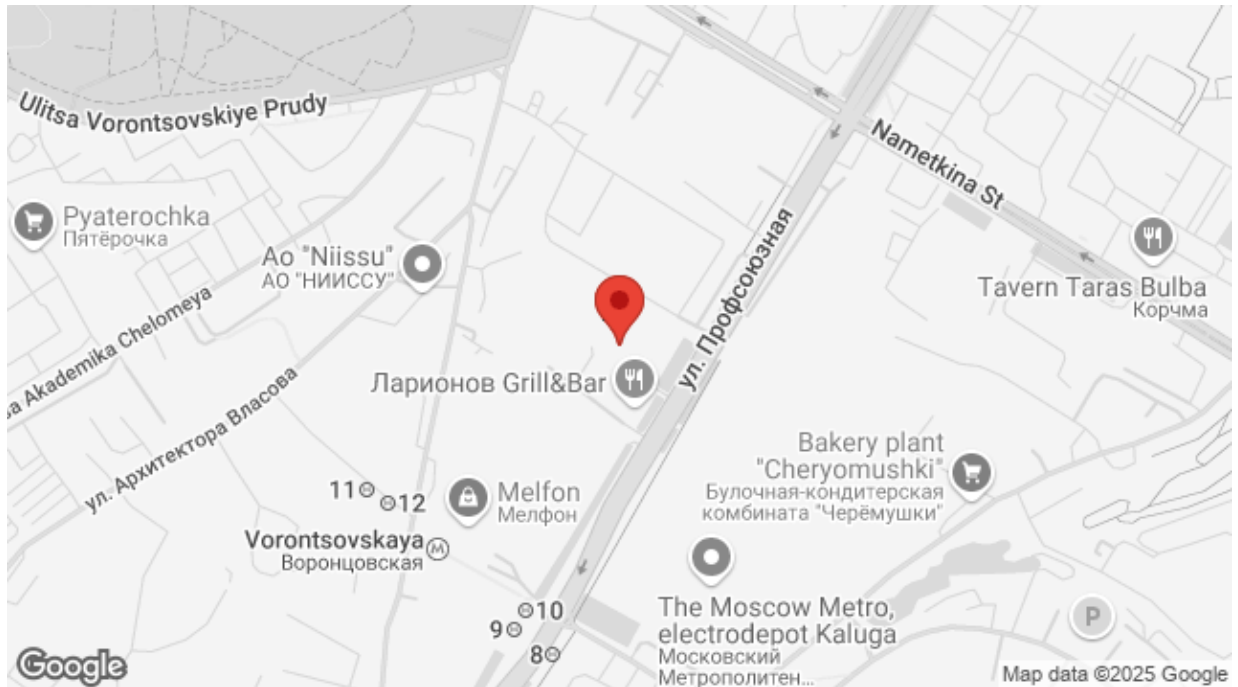 Ulitsa Vorontsovskiye Prudy
Nametkina St
Pyaterochka
Пятёрочка
Ao "Niissu"
АО "НИИССУ"
ул. Профсоюзная
Tavern Taras Bulba
Корчма
a Akademika Chelomeya
Ларионов Grill&Bar
ул. Архитектора Власова
Bakery plant
"Cheryomushki"
Булочная-кондитерская
комбината "Черёмушки"
11
12
Melfon
Мелфон
Vorontsovskaya
Воронцовская
M
10
9
8
The Moscow Metro,
electrodepot Kaluga
Московский
Метрополитен...
P
Google
Map data ©2025 Google